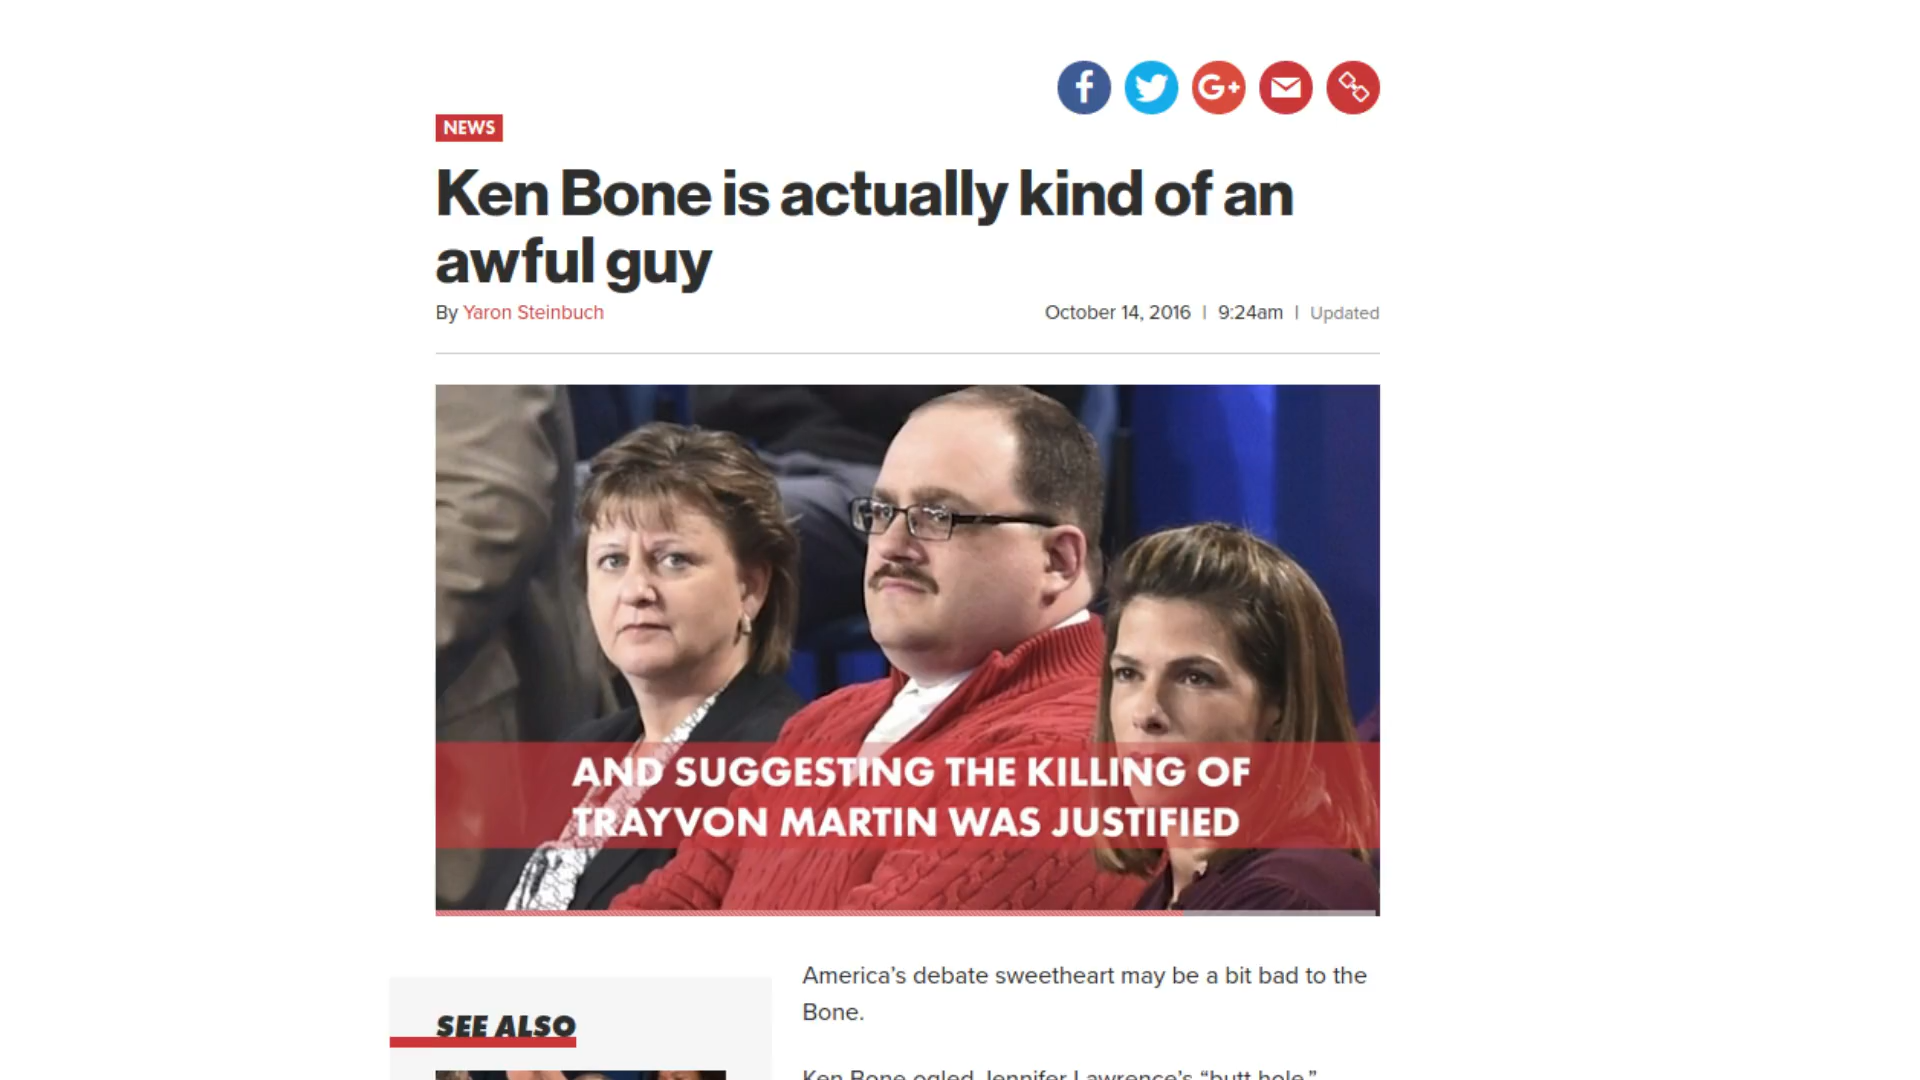 NEWS
Ken Bone is actually kind of an
awful guy
By Yaron Steinbuch
October 14, 2016 | 9:24am | Updated
AND SUGGESTING THE KILLING OF
TRAYVON MARTIN WAS JUSTIFIED
America’s debate sweetheart may be a bit bad to the
Bone.
SEE ALSO
Ken Bone ogled Jennifer Lawrence’s “butt hole,”